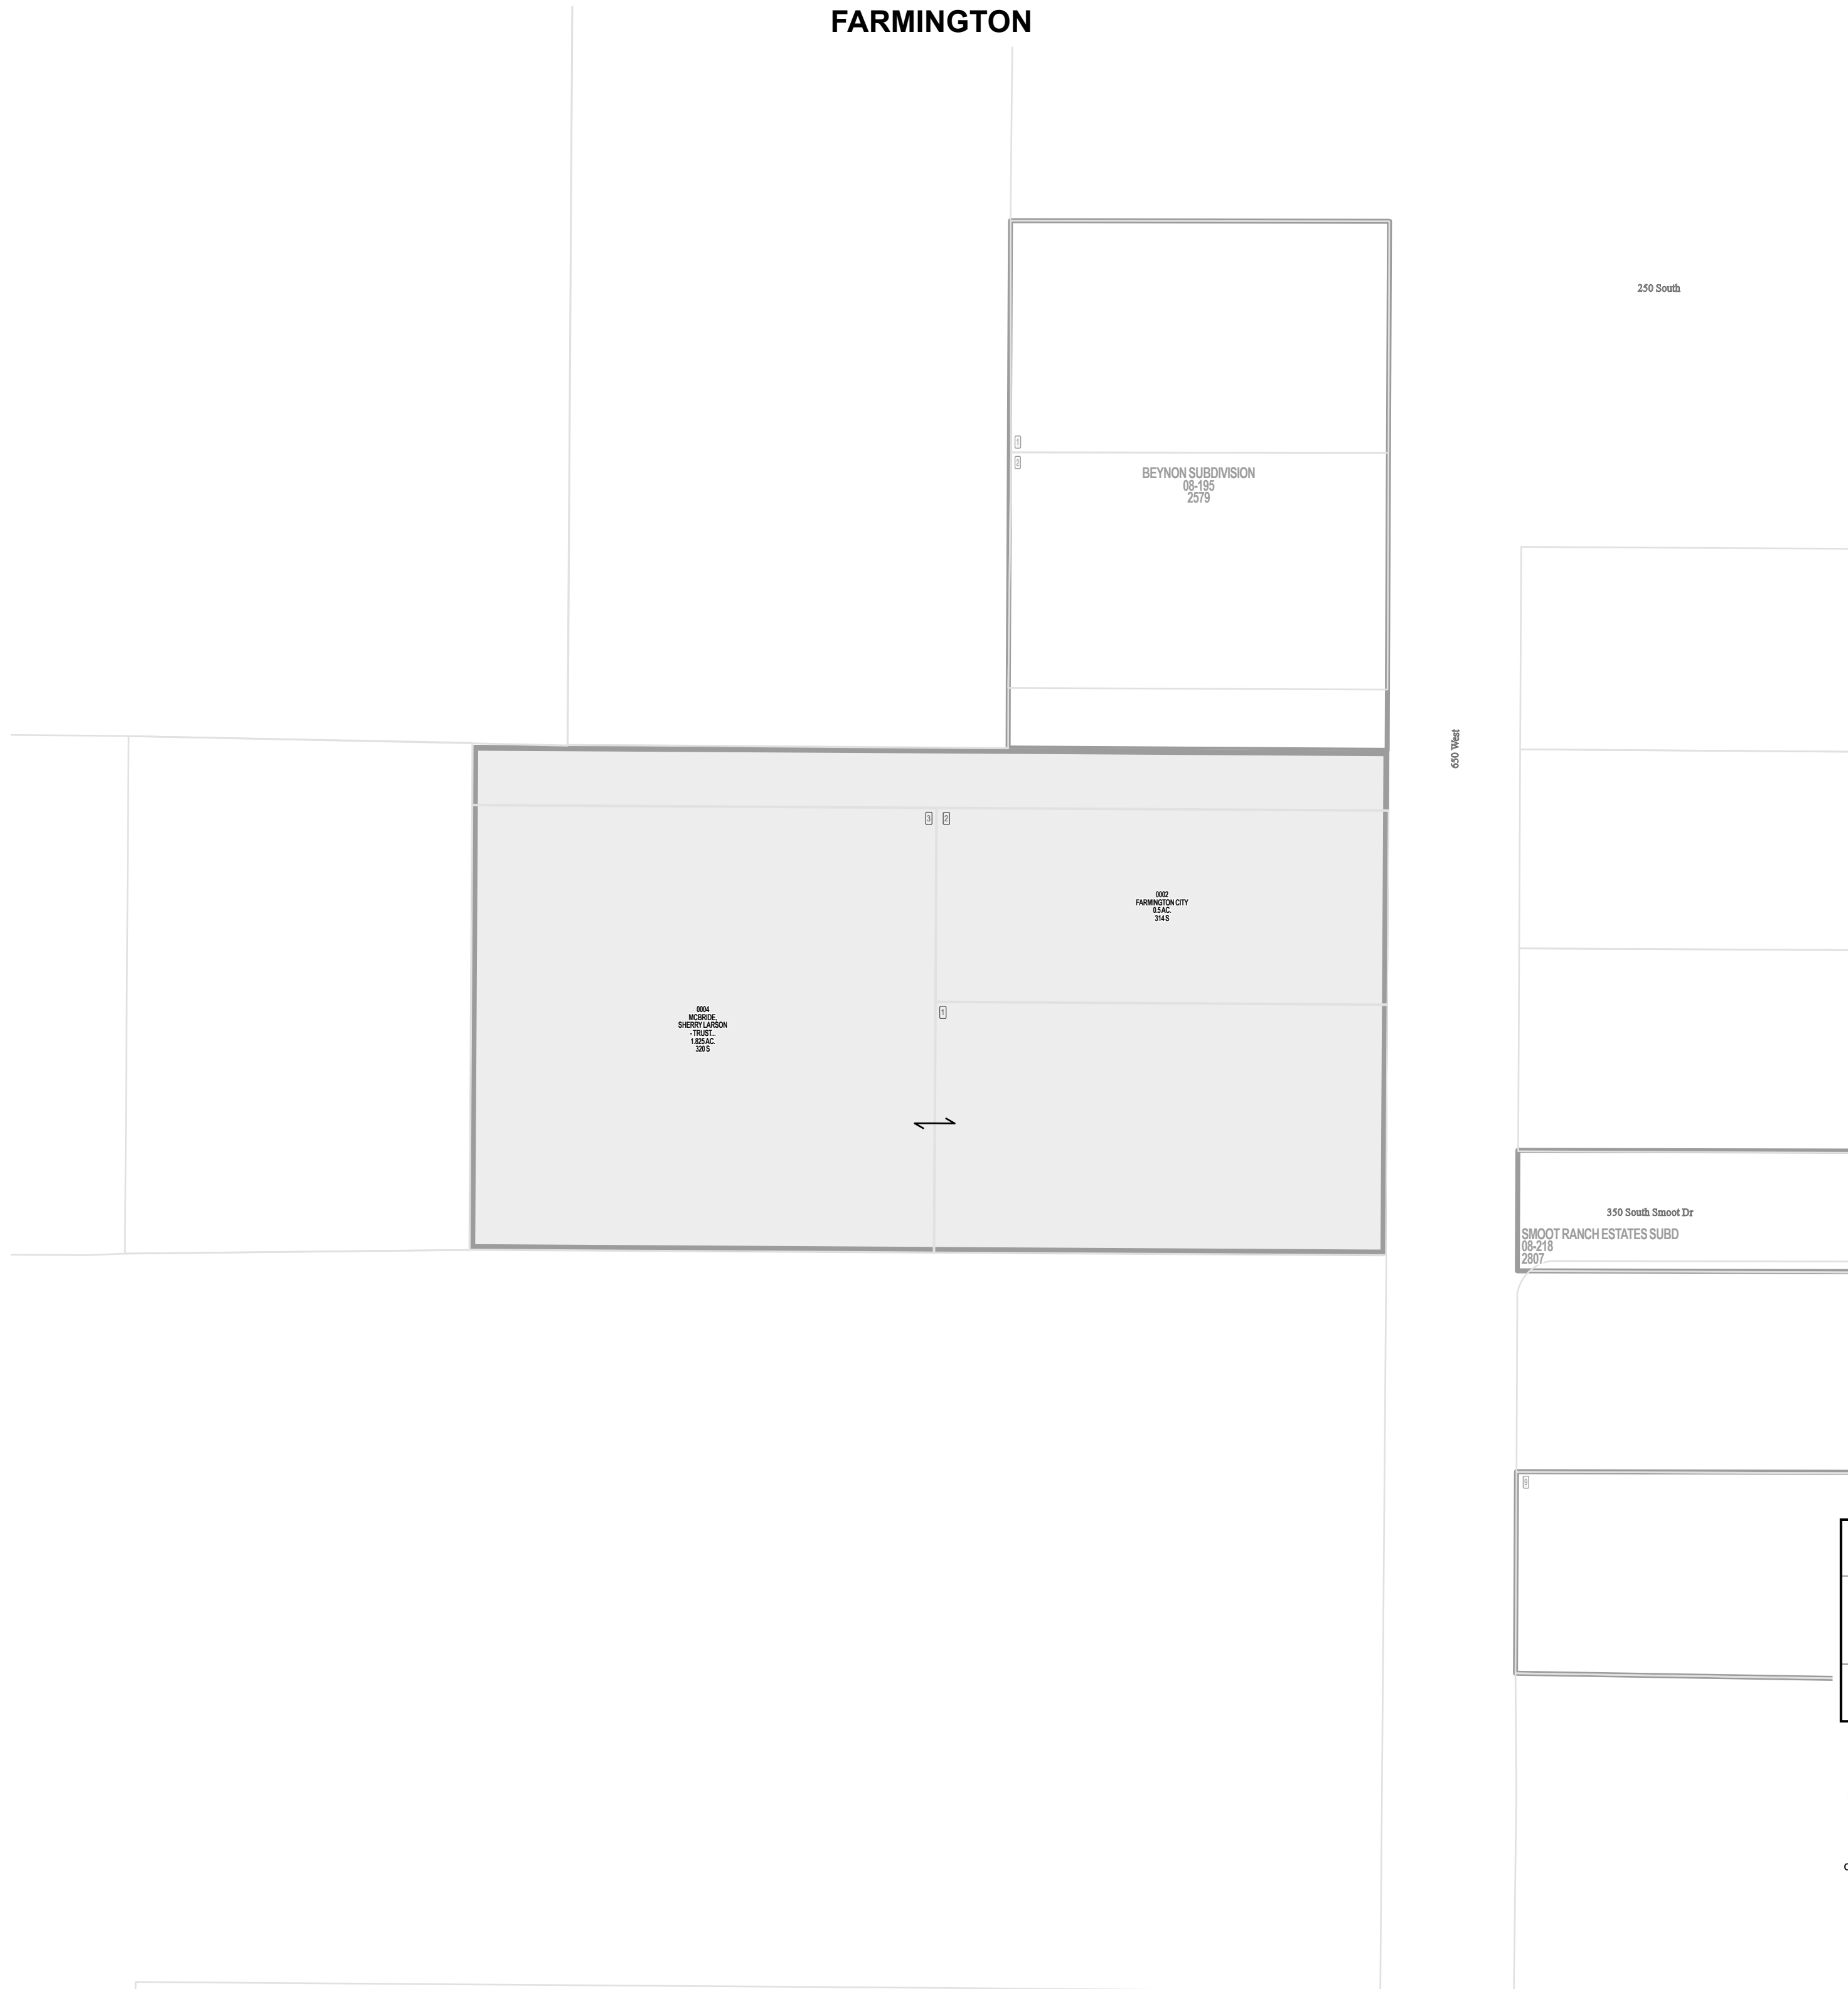 FARMINGTON
250 South
1
2
BEYNON SUBDIVISION
08-195
2579
650 West
3
2
0002
FARMINGTON CITY
0.5 AC.
314 S
0004
MCBRIDE,
SHERRY LARSON
- TRUST...
1.825 AC.
320 S
1
350 South Smoot Dr
SMOOT RANCH ESTATES SUBD
08-218
2807